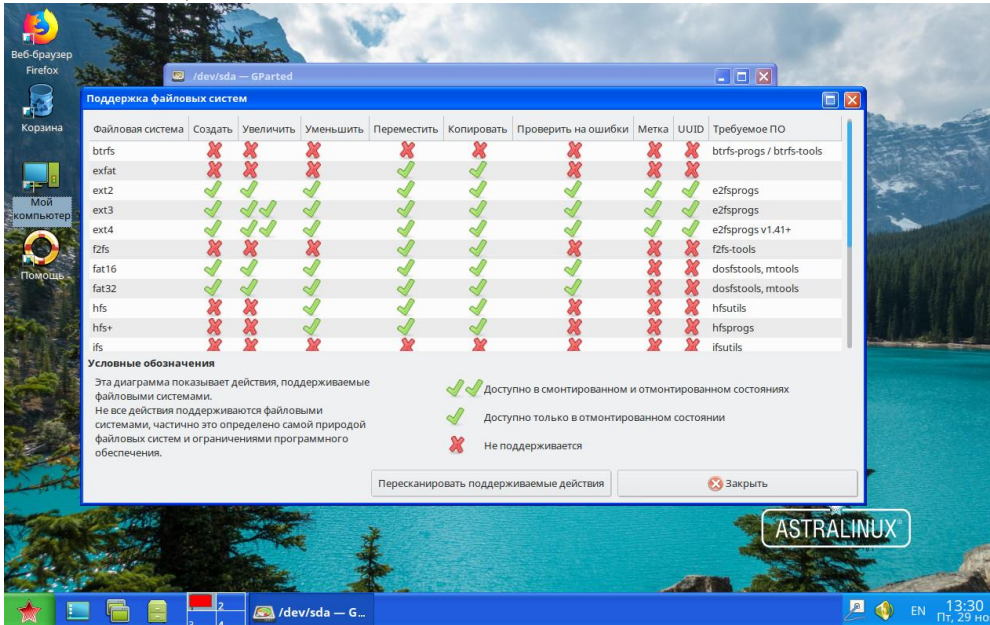 Веб-браузер
Firefox
Корзина
Мой
компьютер
Помощь
/dev/sda — GParted
Поддержка файловых систем
Файловая система Создать Увеличить Уменьшить Переместить Копировать Проверить на ошибки Метка UUID Требуемое ПО
btrfs btrfs-progs / btrfs-tools
exfat
ext2 e2fsprogs
ext3 e2fsprogs
ext4 e2fsprogs v1.41+
f2fs f2fs-tools
fat16 dosfstools, mtools
fat32 dosfstools, mtools
hfs hfsutils
hfs+ hfsprogs
ifs ifsutils
Условные обозначения
Эта диаграмма показывает действия, поддерживаемые
файловыми системами.
Не все действия поддерживаются файловыми
системами, частично это определено самой природой
файловых систем и ограничениями программного
обеспечения.
Доступно в смонтированном и отмонтированном состояниях
Доступно только в отмонтированном состоянии
Не поддерживается
Пересканировать поддерживаемые действия
Закрыть
ASTRALINUX®
2
3 4
/dev/sda — G...
EN
13:30
Пт, 29 но